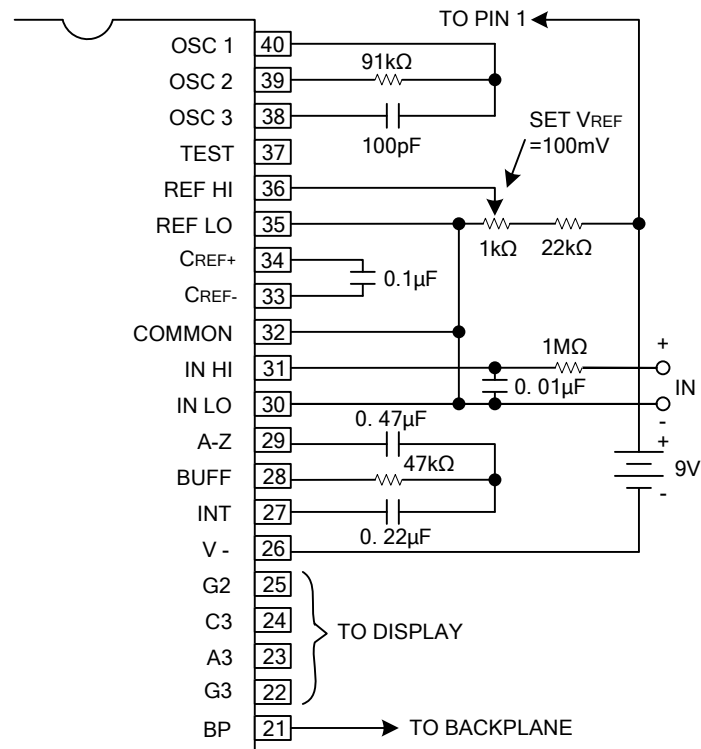 TO PIN 1
OSC 1 40
91kΩ
OSC 2 39
OSC 3 38
100pF
SET VREF
=100mV
TEST 37
REF HI 36
REF LO 35
1kΩ 22kΩ
CREF+ 34
0.1µF
CREF- 33
COMMON 32
1MΩ
+
IN HI 31
0. 01µF
IN
IN LO 30
-
0. 47µF
+
A-Z 29
47kΩ
9V
BUFF 28
-
INT 27
0. 22µF
V - 26
G2 25
C3 24
TO DISPLAY
A3 23
G3 22
BP 21
TO BACKPLANE